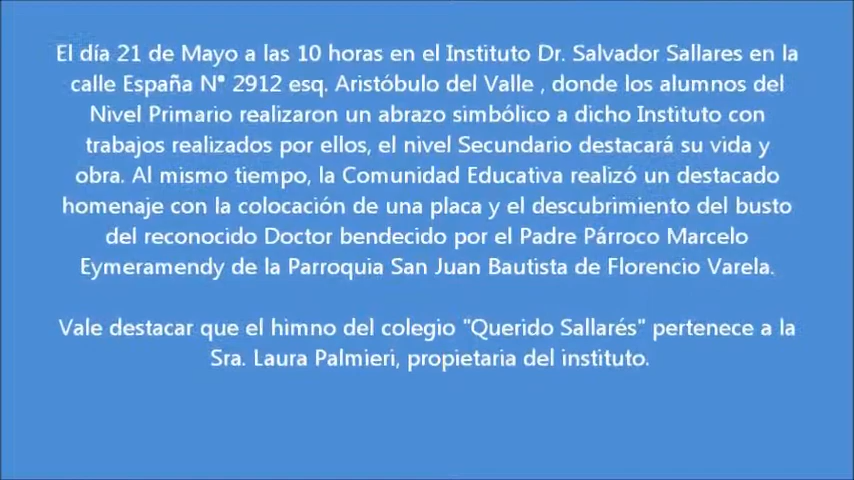 El día 21 de Mayo a las 10 horas en el Instituto Dr. Salvador Sallares en la
calle España N° 2912 esq. Aristóbulo del Valle , donde los alumnos del
Nivel Primario realizaron un abrazo simbólico a dicho Instituto con
trabajos realizados por ellos, el nivel Secundario destacará su vida y
obra. Al mismo tiempo, la Comunidad Educativa realizó un destacado
homenaje con la colocación de una placa y el descubrimiento del busto
del reconocido Doctor bendecido por el Padre Párroco Marcelo
Eymeramendy de la Parroquia San Juan Bautista de Florencio Varela.
Vale destacar que el himno del colegio "Querido Sallarés" pertenece a la
Sra. Laura Palmieri, propietaria del instituto.